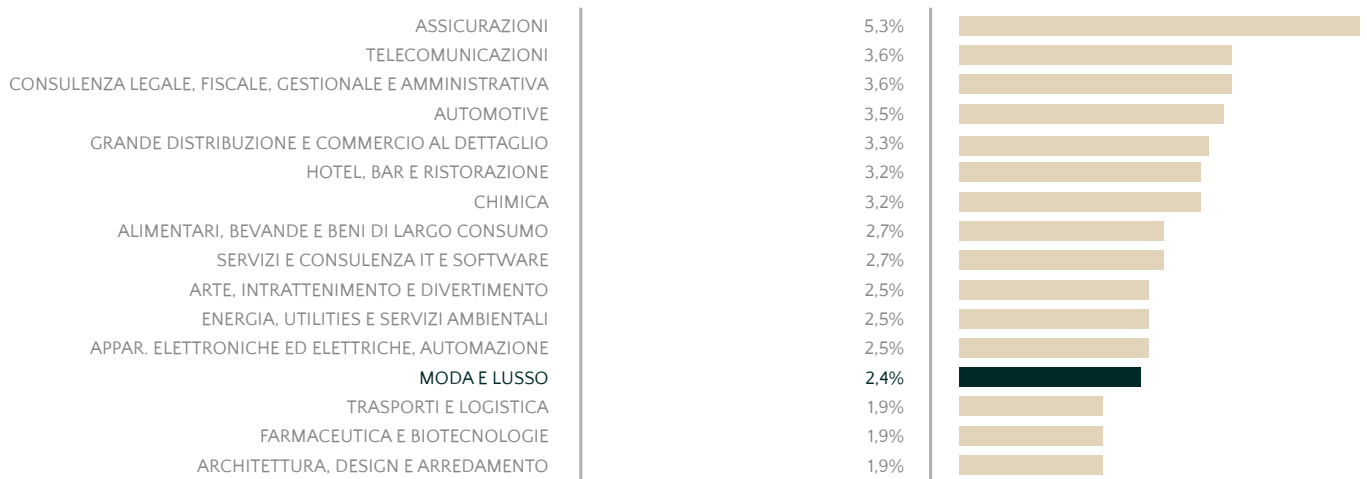 ASSICURAZIONI 5,3%
TELECOMUNICAZIONI 3,6%
CONSULENZA LEGALE, FISCALE, GESTIONALE E AMMINISTRATIVA 3,6%
AUTOMOTIVE 3,5%
GRANDE DISTRIBUZIONE E COMMERCIO AL DETTAGLIO 3,3%
HOTEL, BAR E RISTORAZIONE 3,2%
CHIMICA 3,2%
ALIMENTARI, BEVANDE E BENI DI LARGO CONSUMO 2,7%
SERVIZI E CONSULENZA IT E SOFTWARE 2,7%
ARTE, INTRATTENIMENTO E DIVERTIMENTO 2,5%
ENERGIA, UTILITIES E SERVIZI AMBIENTALI 2,5%
APPAR. ELETTRONICHE ED ELETTRICHE, AUTOMAZIONE 2,5%
MODA E LUSSO 2,4%
TRASPORTI E LOGISTICA 1,9%
FARMACEUTICA E BIOTECNOLOGIE 1,9%
ARCHITETTURA, DESIGN E ARREDAMENTO 1,9%